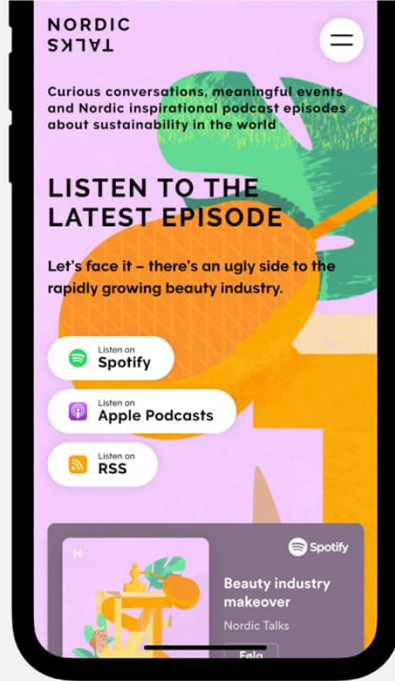 NORDIC
TALKS
Curious conversations, meaningful events
and Nordic inspirational podcast episodes
about sustainability in the world
LISTEN TO THE
LATEST EPISODE
Let's face it – there's an ugly side to the
rapidly growing beauty industry.
Listen on
Spotify
Listen on
Apple Podcasts
Listen on
RSS
N
Spotify
Beauty industry
makeover
Nordic Talks
Følg